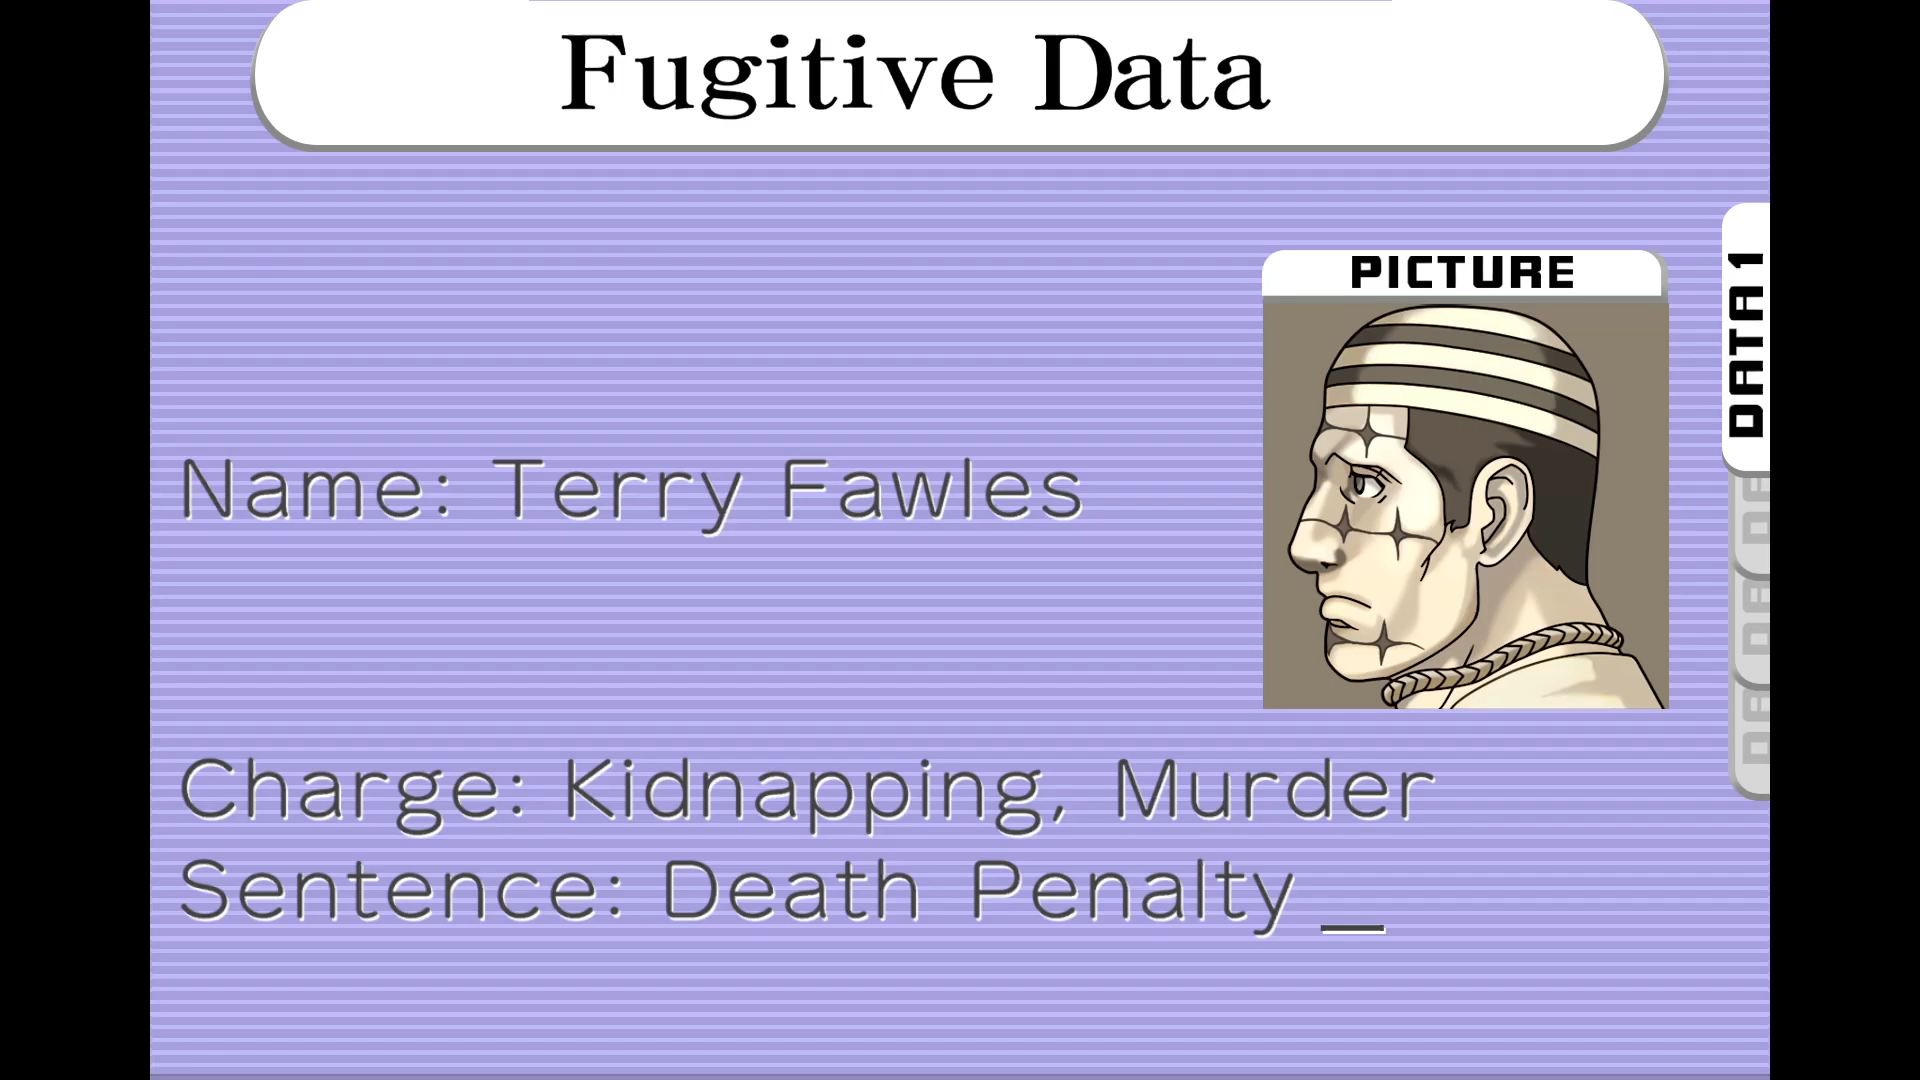 Fugitive Data
PICTURE
DATA 1
Name: Terry Fawles
Charge: Kidnapping, Murder
Sentence: Death Penalty _